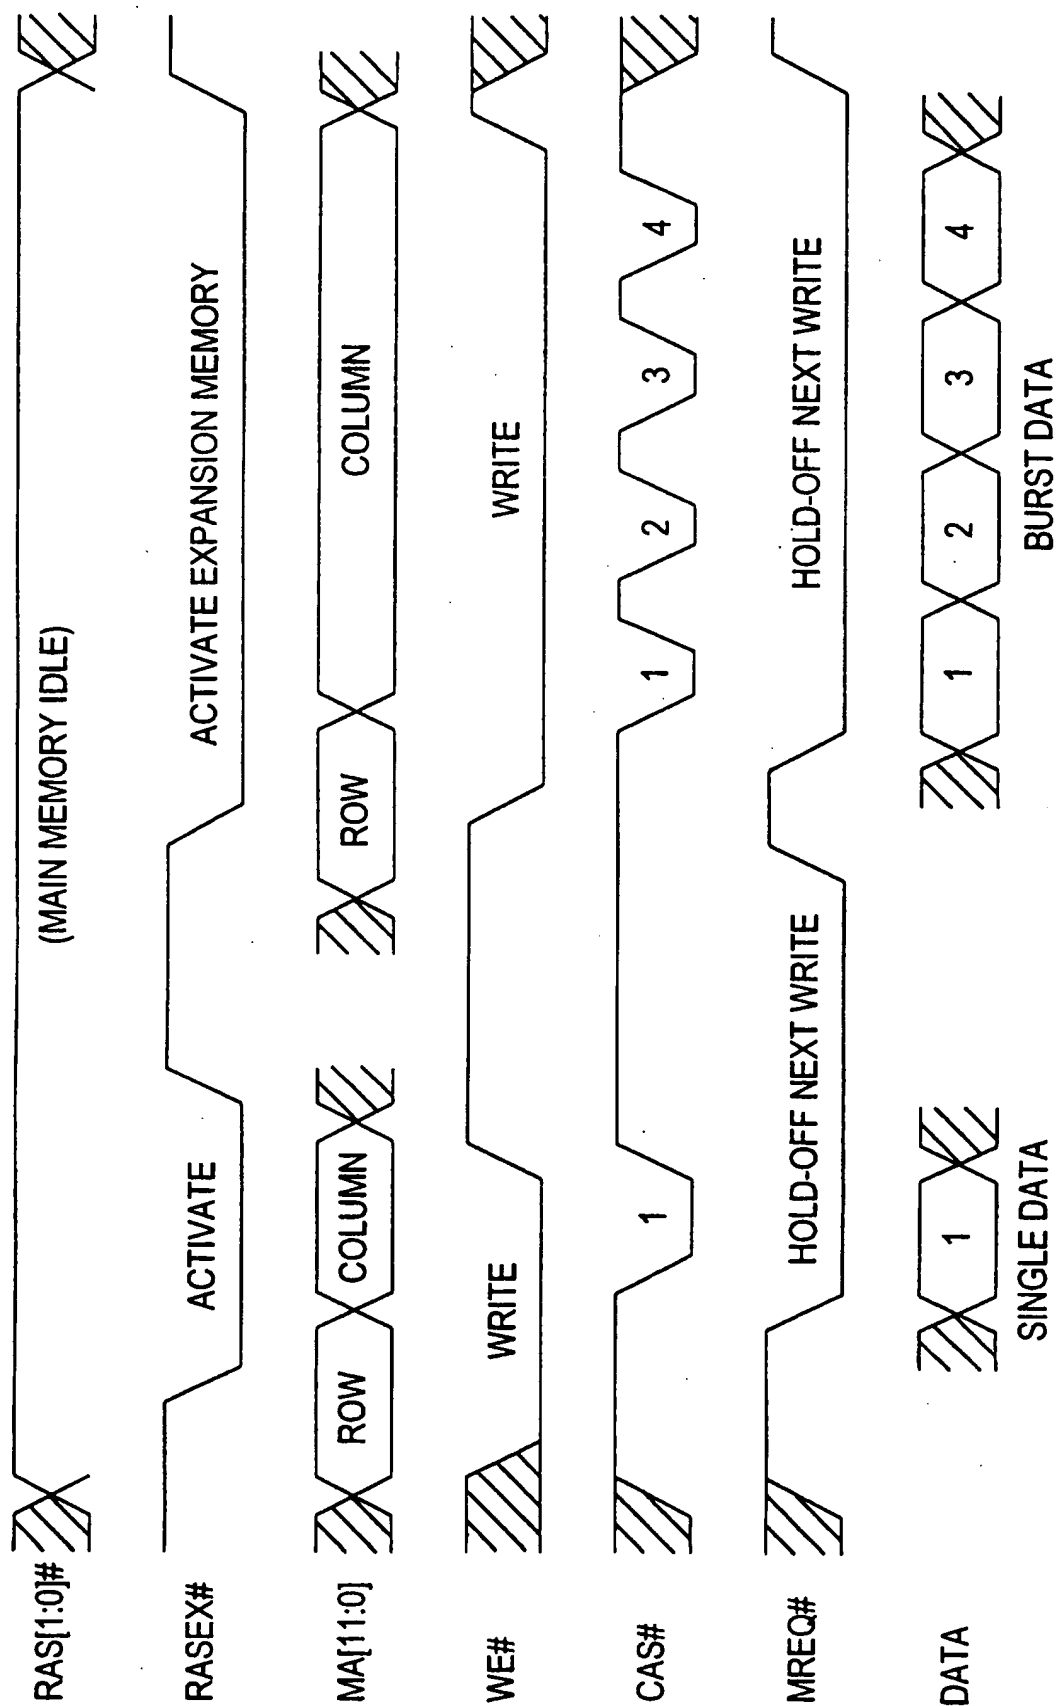 RAS[1:0]#
(MAIN MEMORY IDLE)
RASEX#
ACTIVATE
ACTIVATE EXPANSION MEMORY
MA[11:0]
ROW
COLUMN
ROW
COLUMN
WE#
WRITE
WRITE
CAS#
1
1
2
3
4
MREQ#
HOLD-OFF NEXT WRITE
HOLD-OFF NEXT WRITE
DATA
1
1
2
3
4
SINGLE DATA
BURST DATA